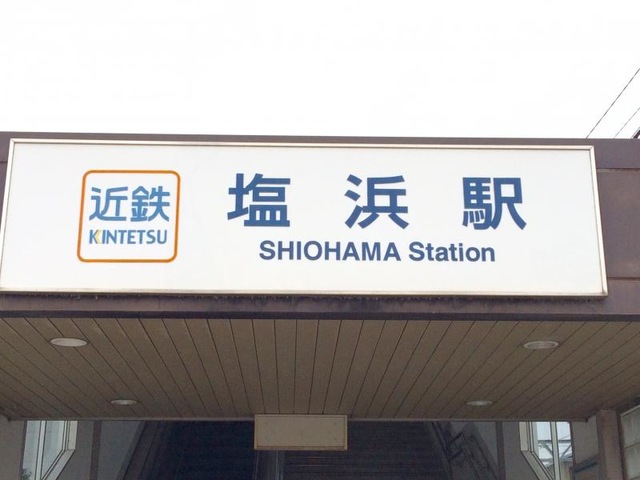 近鉄
KINTETSU
塩浜駅
SHIOHAMA Station